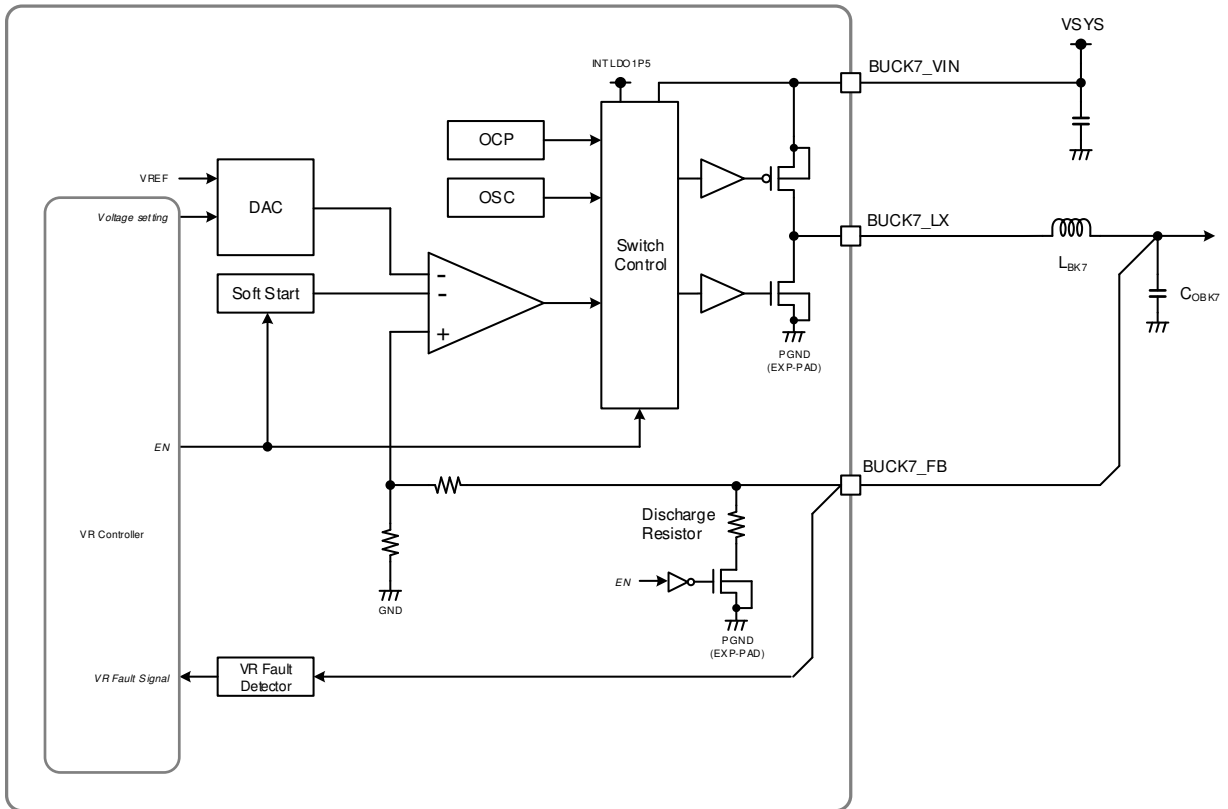 VSYS
BUCK7_VIN
INTLDO1P5
OCP
VREF
DAC
OSC
Voltage setting
BUCK7_LX
Switch
Control
LBK7
Soft Start
-
-
+
COBK7
PGND
(EXP-PAD)
EN
BUCK7_FB
Discharge
Resistor
VR Controller
EN
GND
PGND
(EXP-PAD)
VR Fault Signal
VR Fault
Detector